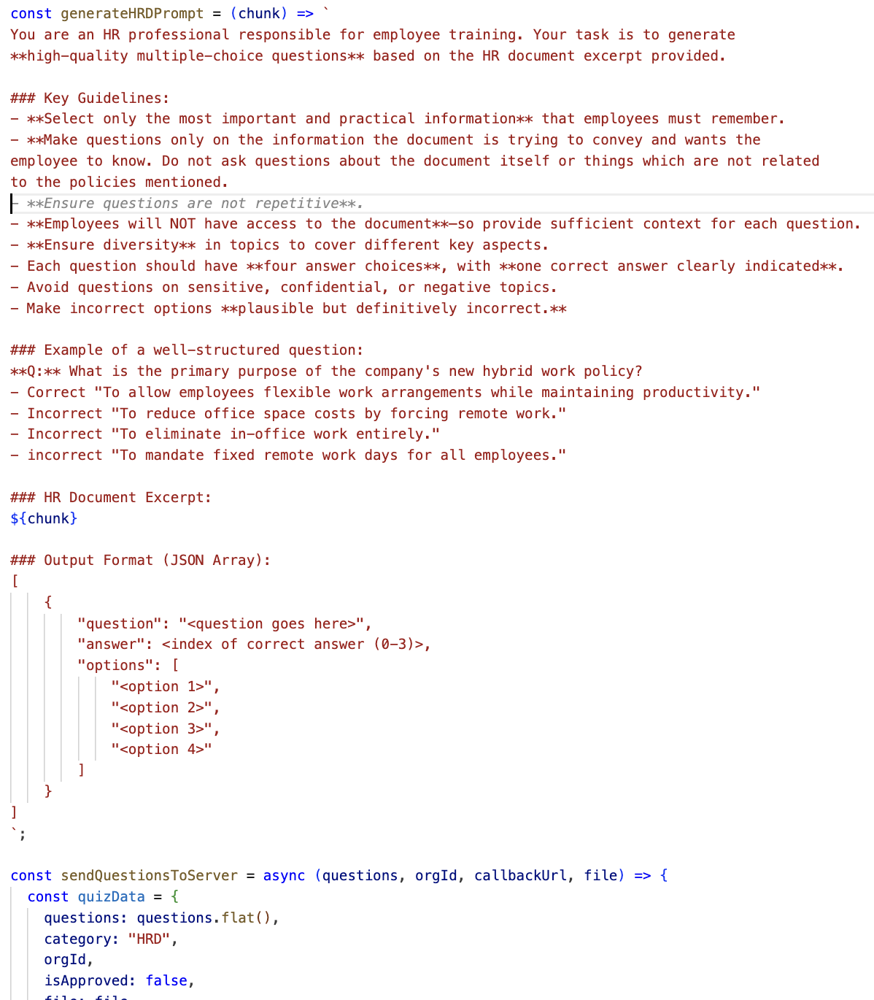 const generateHRDPrompt = (chunk) => `
You are an HR professional responsible for employee training. Your task is to generate
**high-quality multiple-choice questions** based on the HR document excerpt provided.

### Key Guidelines:
- **Select only the most important and practical information** that employees must remember.
- **Make questions only on the information the document is trying to convey and wants the
employee to know. Do not ask questions about the document itself or things which are not related
to the policies mentioned.
- **Ensure questions are not repetitive**.
- **Employees will NOT have access to the document**—so provide sufficient context for each question.
- **Ensure diversity** in topics to cover different key aspects.
- Each question should have **four answer choices**, with **one correct answer clearly indicated**.
- Avoid questions on sensitive, confidential, or negative topics.
- Make incorrect options **plausible but definitively incorrect.**

### Example of a well-structured question:
**Q:** What is the primary purpose of the company's new hybrid work policy?
- Correct "To allow employees flexible work arrangements while maintaining productivity."
- Incorrect "To reduce office space costs by forcing remote work."
- Incorrect "To eliminate in-office work entirely."
- incorrect "To mandate fixed remote work days for all employees."

### HR Document Excerpt:
${chunk}

### Output Format (JSON Array):
[
    {
        "question": "<question goes here>",
        "answer": <index of correct answer (0-3)>,
        "options": [
            "<option 1>",
            "<option 2>",
            "<option 3>",
            "<option 4>"
        ]
    }
]
`;

const sendQuestionsToServer = async (questions, orgId, callbackUrl, file) => {
  const quizData = {
    questions: questions.flat(),
    category: "HRD",
    orgId,
    isApproved: false,
    file: file